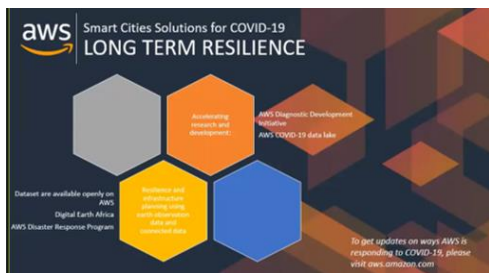 aws
Smart Cities Solutions for COVID-19
LONG TERM RESILIENCE
Accelerating
research and
development:
AWS Diagnostic Development
Initiative
AWS COVID-19 data lake
Dataset are available openly on
AWS
Digital Earth Africa
AWS Disaster Response Program
Resilience and
infrastructure
planning using
earth observation
data and
connected data
To get updates on ways AWS is
responding to COVID-19, please
visit aws.amazon.com